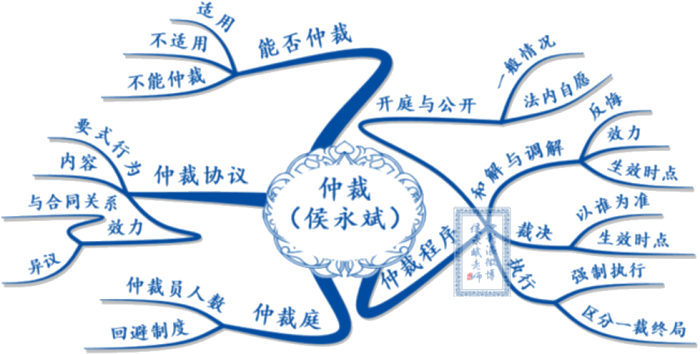 适用
不适用
不能仲裁
能否仲裁
要式行为
内容
与合同关系
效力
异议
仲裁协议
仲裁员人数
回避制度
仲裁庭
仲裁
（侯永斌）
仲裁程序
开庭与公开
一般情况
法内自愿
和解与调解
反悔
效力
生效时点
裁决
以谁为准
生效时点
执行
强制执行
区分一裁终局